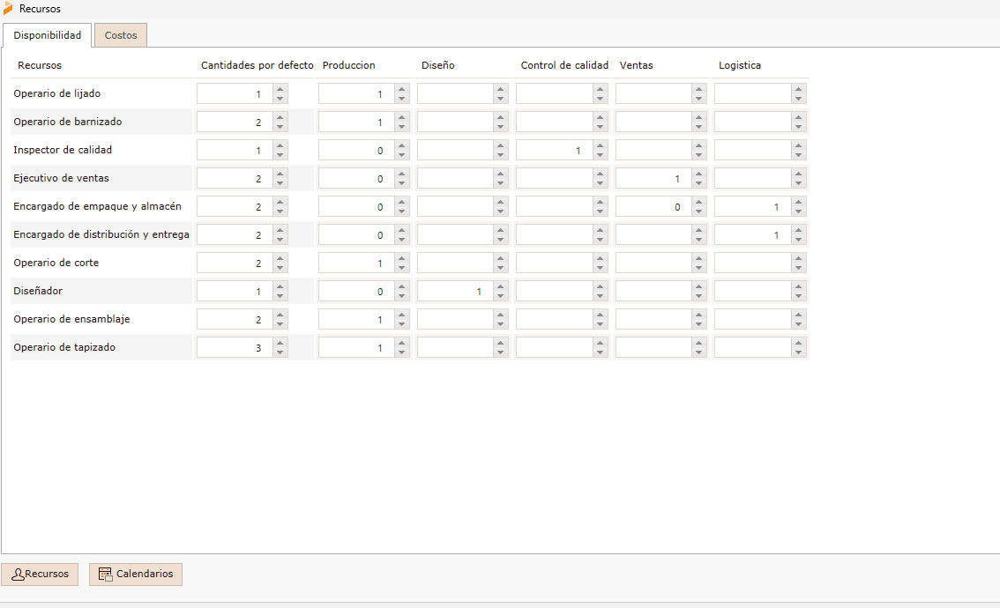 Recursos
Disponibilidad Costos
Recursos Cantidades por defecto Produccion Diseño Control de calidad Ventas Logistica
Operario de lijado 1 1
Operario de barnizado 2 1
Inspector de calidad 1 0 1
Ejecutivo de ventas 2 0 1
Encargado de empaque y almacén 2 0 0 1
Encargado de distribución y entrega 2 0 1
Operario de corte 2 1
Diseñador 1 0 1
Operario de ensamblaje 2 1
Operario de tapizado 3 1
Recursos Calendarios